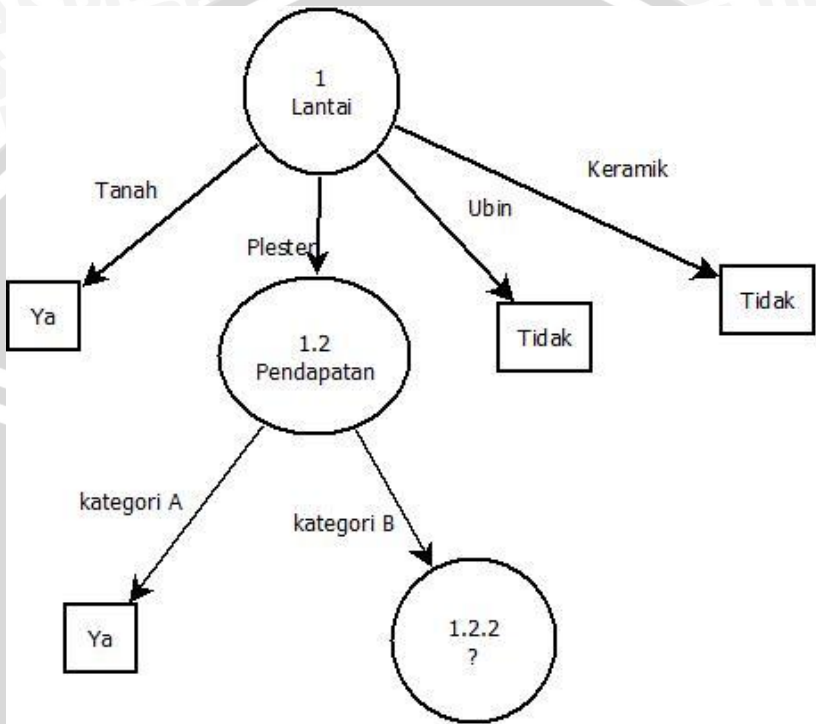 1
Lantai
Tanah
Plester
Ubin
Keramik
Ya
1.2
Pendapatan
Tidak
Tidak
kategori A
kategori B
Ya
1.2.2
?